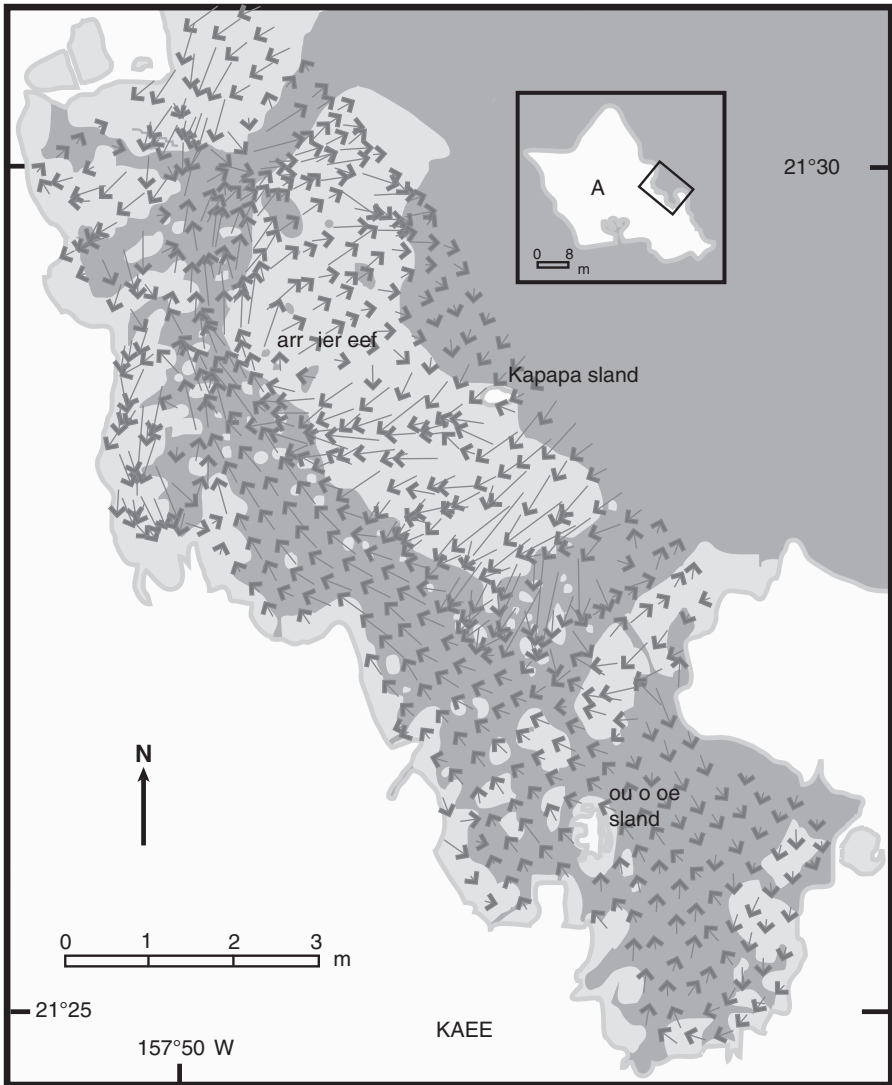 21°30
A
0 8
m
arr ier eef
Kapapa sland
ou o oe
sland
N
0 1 2 3
m
21°25
KAEE
157°50 W